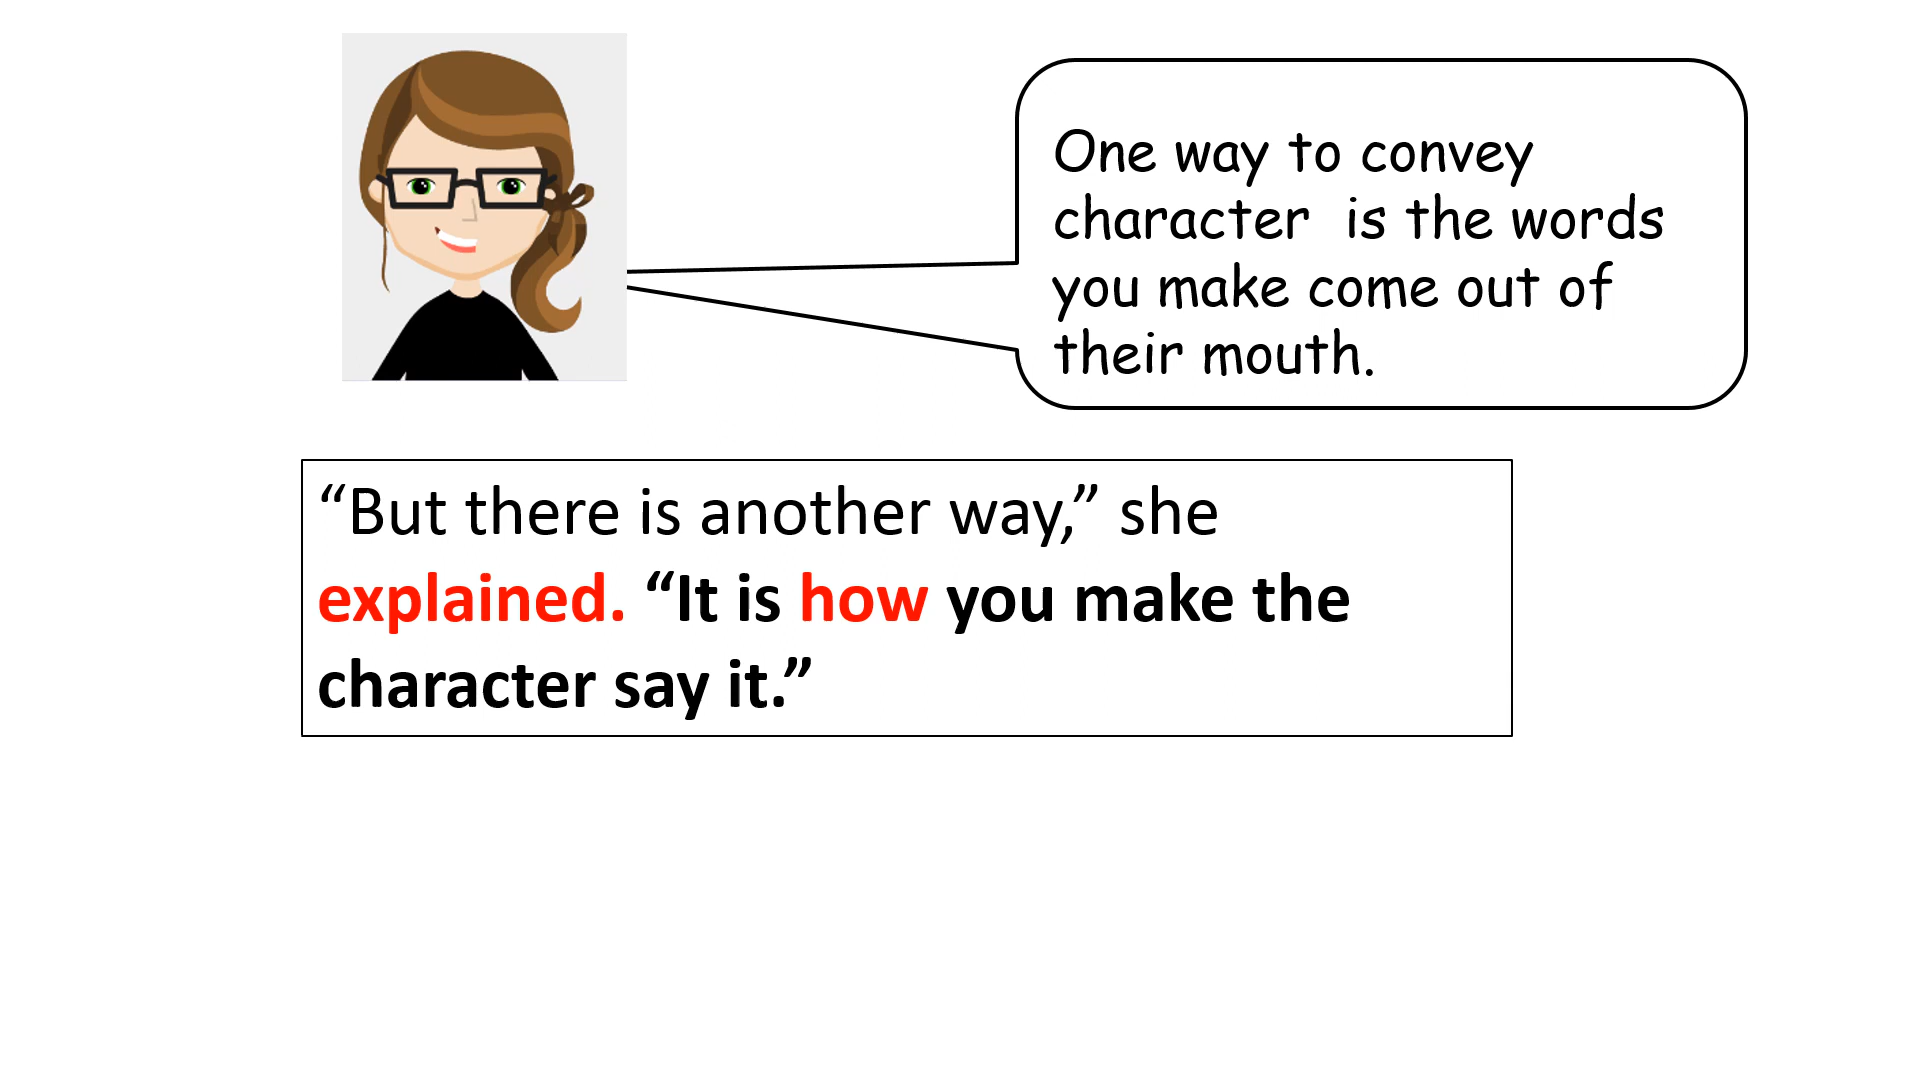 One way to convey
character  is the words
you make come out of
their mouth.
“But there is another way,” she
explained. “It is how you make the
character say it.”